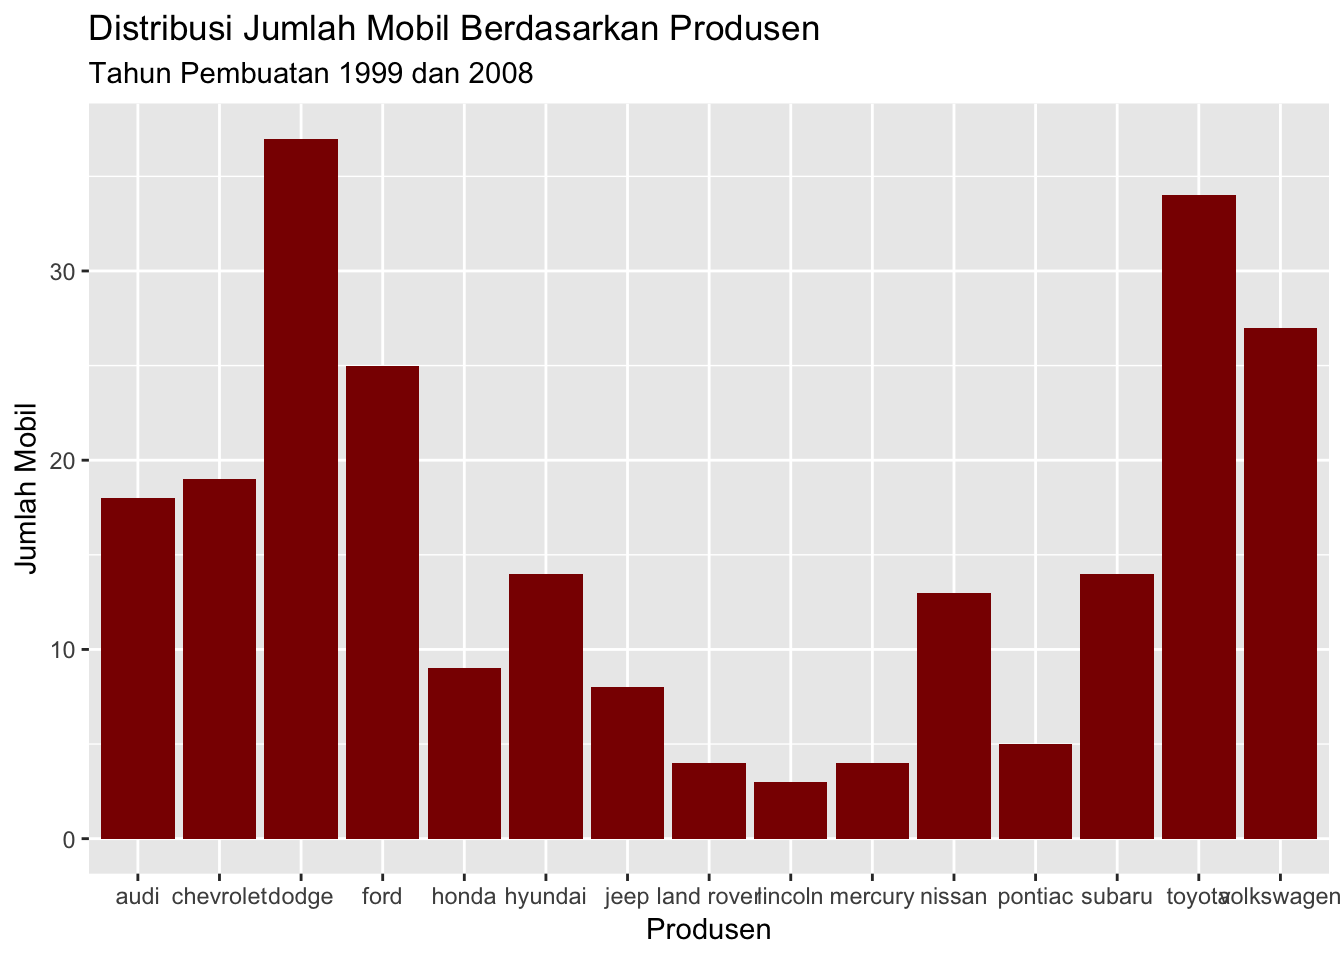 Distribusi Jumlah Mobil Berdasarkan Produsen
Tahun Pembuatan 1999 dan 2008
Jumlah Mobil
30
20
10
0
audi chevrolet dodge ford honda hyundai jeep land rover lincoln mercury nissan pontiac subaru toyota volkswagen
Produsen